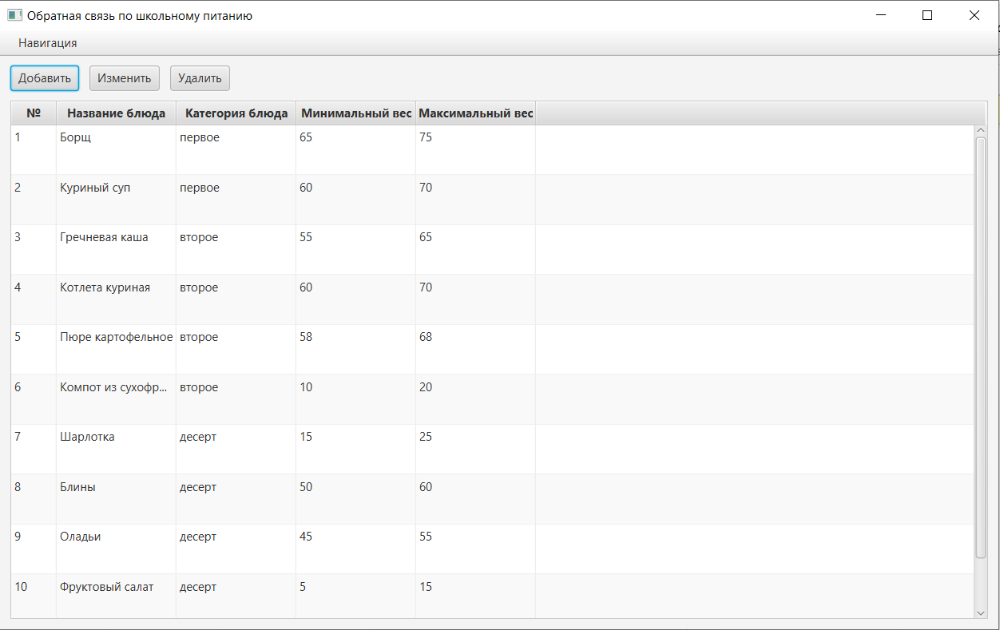 Обратная связь по школьному питанию
Навигация
Добавить Изменить Удалить
№ Название блюда Категория блюда Минимальный вес Максимальный вес
1 Борщ первое 65 75
2 Куриный суп первое 60 70
3 Гречневая каша второе 55 65
4 Котлета куриная второе 60 70
5 Пюре картофельное второе 58 68
6 Компот из сухофр... второе 10 20
7 Шарлотка десерт 15 25
8 Блины десерт 50 60
9 Оладьи десерт 45 55
10 Фруктовый салат десерт 5 15